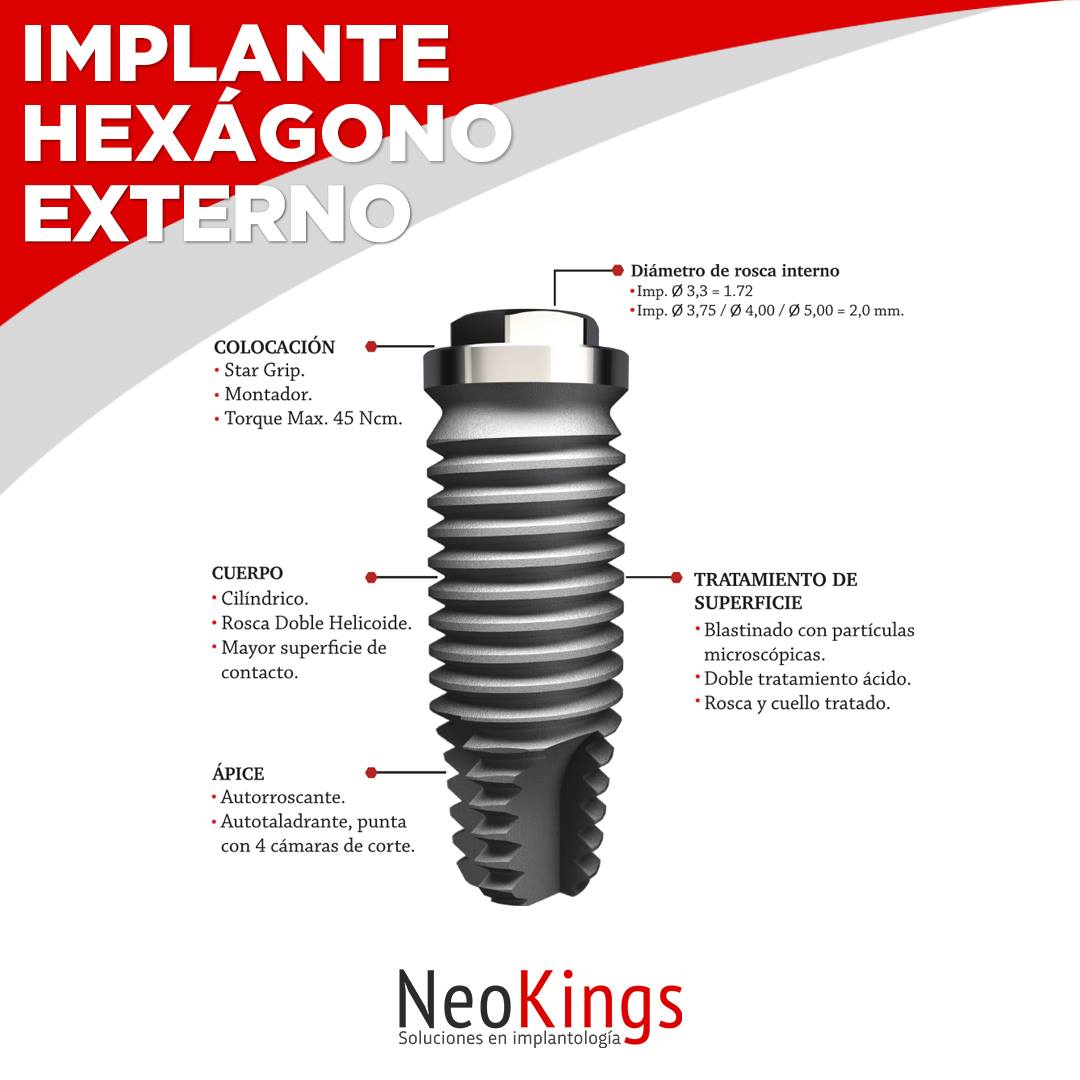 IMPLANTE
HEXÁGONO
EXTERNO
Diámetro de rosca interno
•Imp. Ø 3,3 = 1.72
•Imp. Ø 3,75 / Ø 4,00 / Ø 5,00 = 2,0 mm.
COLOCACIÓN
• Star Grip.
• Montador.
• Torque Max. 45 Ncm.
CUERPO
• Cilíndrico.
• Rosca Doble Helicoide.
• Mayor superficie de
contacto.
TRATAMIENTO DE
SUPERFICIE
• Blastinado con partículas
microscópicas.
• Doble tratamiento ácido.
• Rosca y cuello tratado.
ÁPICE
• Autorroscante.
• Autotaladrante, punta
con 4 cámaras de corte.
NeoKings
Soluciones en implantología